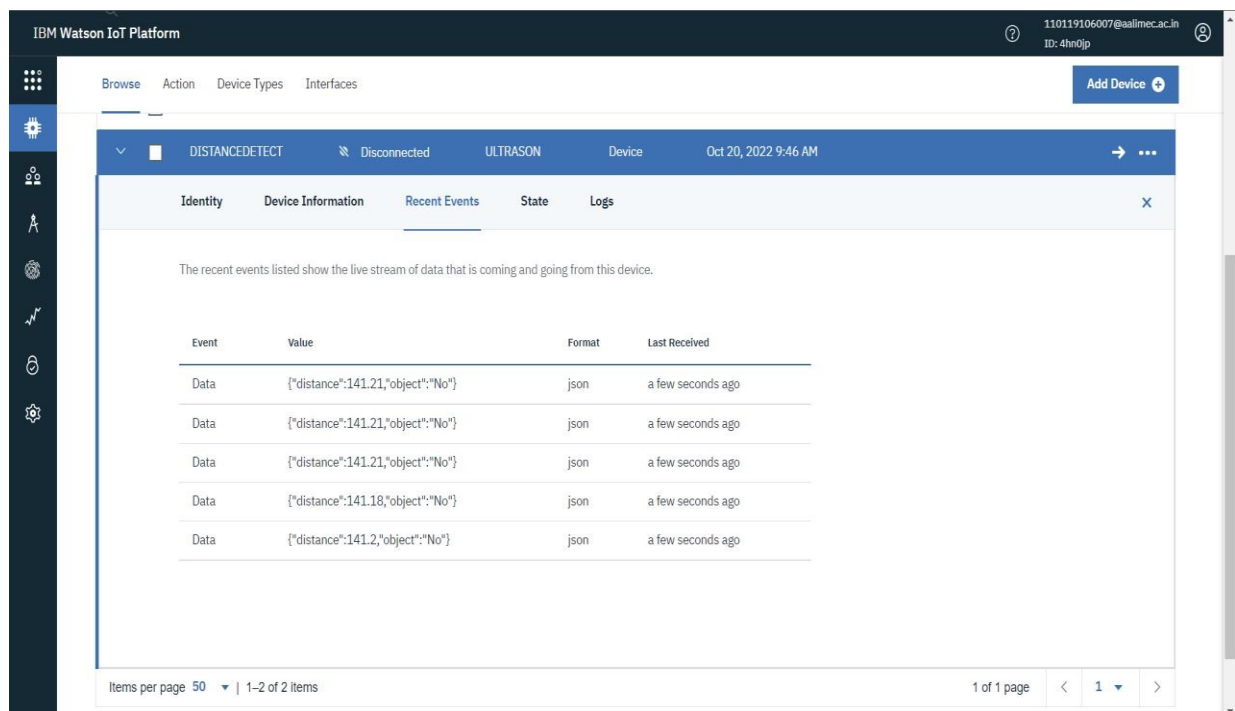 IBM Watson IoT Platform
110119106007@aalimec.ac.in
ID: 4hn0jp
Browse Action Device Types Interfaces
Add Device
DISTANCEDETECT Disconnected ULTRASON Device Oct 20, 2022 9:46 AM
Identity Device Information Recent Events State Logs
The recent events listed show the live stream of data that is coming and going from this device.
Event Value Format Last Received
Data {"distance":141.21,"object":"No"} json a few seconds ago
Data {"distance":141.21,"object":"No"} json a few seconds ago
Data {"distance":141.21,"object":"No"} json a few seconds ago
Data {"distance":141.18,"object":"No"} json a few seconds ago
Data {"distance":141.2,"object":"No"} json a few seconds ago
Items per page 50 | 1–2 of 2 items 1 of 1 page < 1 >